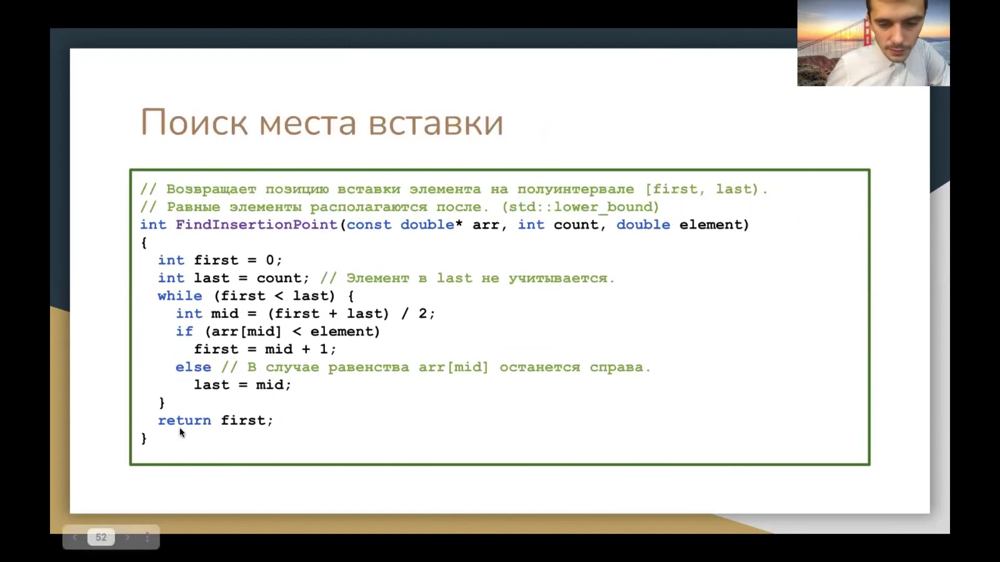 Поиск места вставки
// Возвращает позицию вставки элемента на полуинтервале [first, last).
// Равные элементы располагаются после. (std::lower_bound)
int FindInsertionPoint(const double* arr, int count, double element)
{
  int first = 0;
  int last = count; // Элемент в last не учитывается.
  while (first < last) {
    int mid = (first + last) / 2;
    if (arr[mid] < element)
      first = mid + 1;
    else // В случае равенства arr[mid] останется справа.
      last = mid;
  }
  return first;
}
52